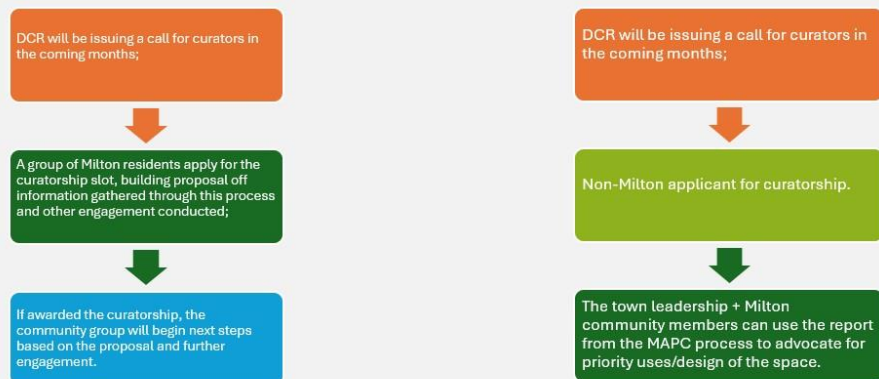 DCR will be issuing a call for curators in
the coming months;
A group of Milton residents apply for the
curatorship slot, building proposal off
information gathered through this process
and other engagement conducted;
If awarded the curatorship, the
community group will begin next steps
based on the proposal and further
engagement.
DCR will be issuing a call for curators in
the coming months;
Non-Milton applicant for curatorship.
The town leadership + Milton
community members can use the report
from the MAPC process to advocate for
priority uses/design of the space.